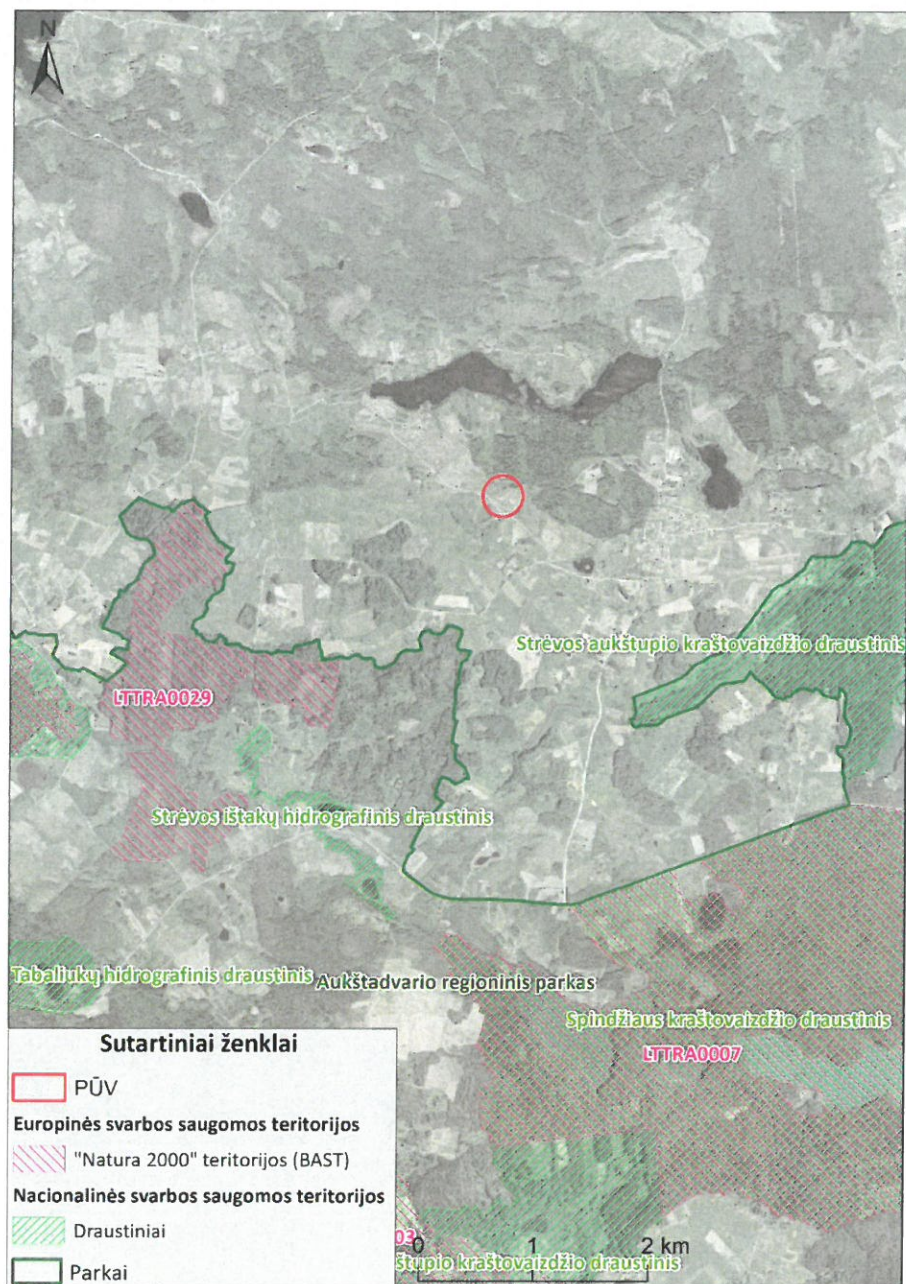 N
Strėvos aukštupio kraštovaizdžio draustinis
LTTRA0029
Strėvos ištakų hidrografinis draustinis
Tabaliukų hidrografinis draustinis
Aukštadvario regioninis parkas
Spindžiaus kraštovaizdžio draustinis
LTTRA0007
Sutartiniai ženklai
PŪV
Europinės svarbos saugomos teritorijos
"Natura 2000" teritorijos (BAST)
Nacionalinės svarbos saugomos teritorijos
Draustiniai
Parkai
03
0 1 2 km
štupio kraštovaizdžio draustinis